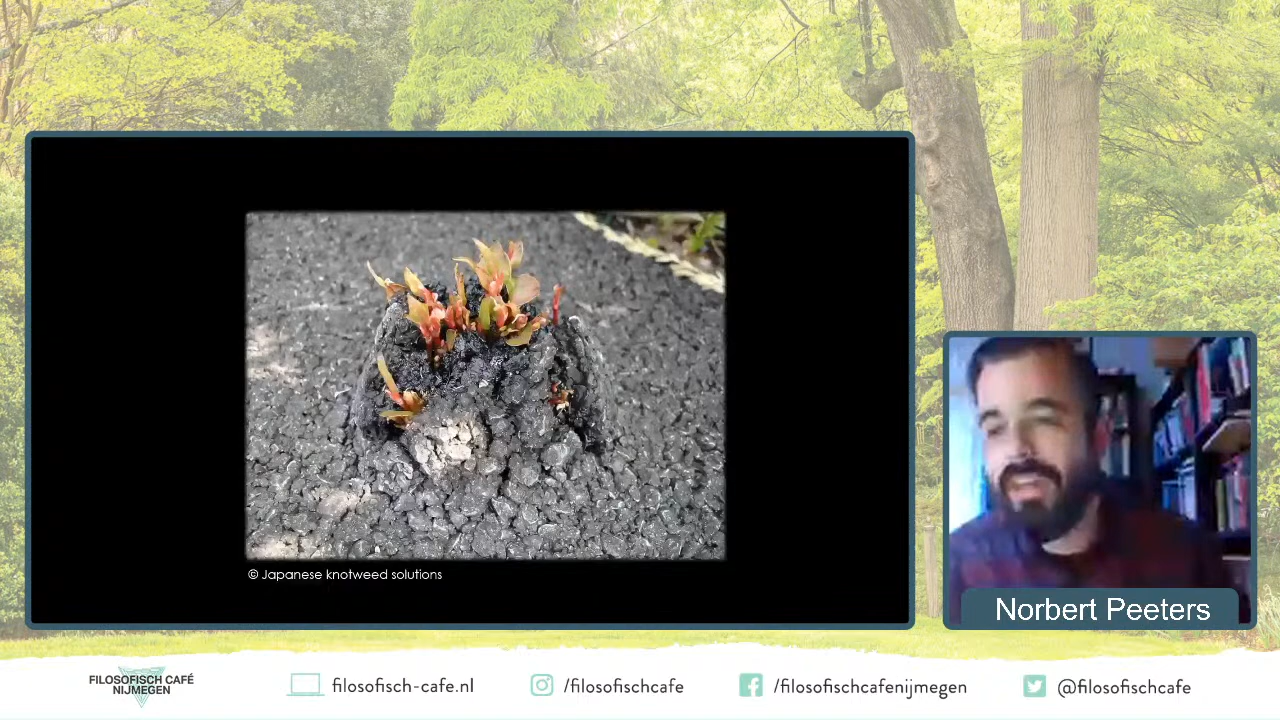 © Japanese knotweed solutions
Norbert Peeters
FILOSOFISCH CAFÉ
NIJMEGEN
filosofisch-cafe.nl
/filosofischcafe
/filosofischcafenijmegen
@filosofischcafe